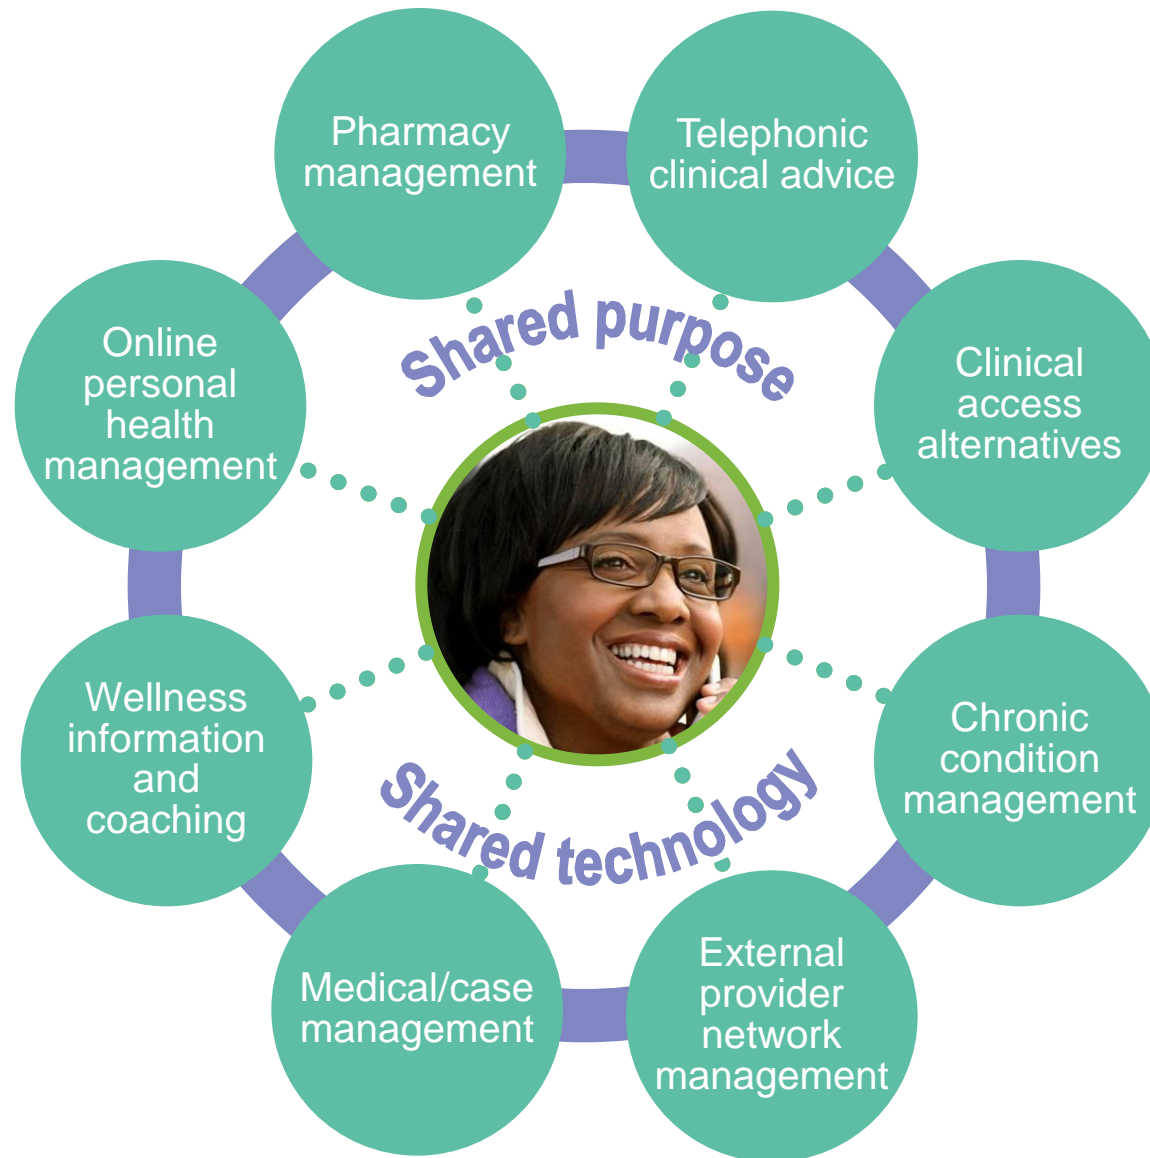 Pharmacy
management
Telephonic
clinical advice
Clinical
access
alternatives
Chronic
condition
management
External
provider
network
management
Medical/case
management
Wellness
information
and
coaching
Online
personal
health
management
Shared purpose
Shared technology